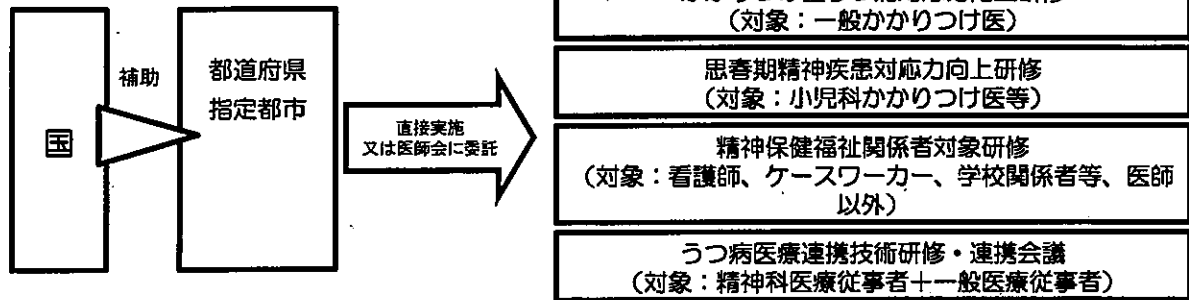 (対象:一般かかりつけ医)
国
補助
都道府県
指定都市
直接実施
又は医師会に委託
思春期精神疾患対応力向上研修
(対象:小児科かかりつけ医等)
精神保健福祉関係者対象研修
(対象:看護師、ケースワーカー、学校関係者等、医師
以外)
うつ病医療連携技術研修・連携会議
(対象:精神科医療従事者+一般医療従事者)